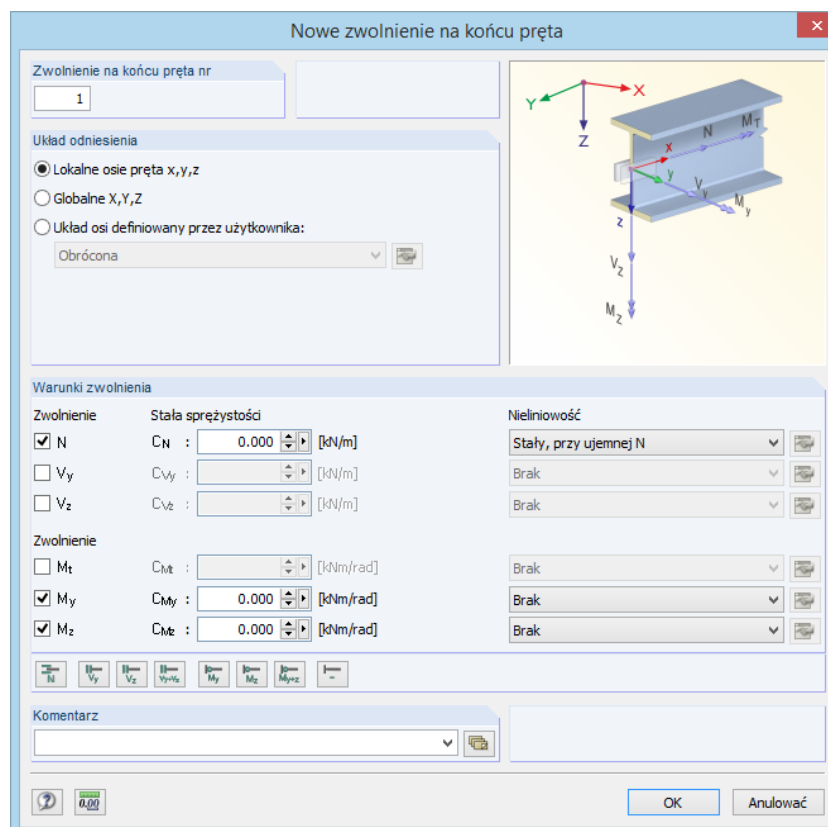 Nowe zwolnienie na końcu pręta
Zwolnienie na końcu pręta nr
1
Układ odniesienia
Lokalne osie pręta x,y,z
Globalne X,Y,Z
Układ osi definiowany przez użytkownika:
Obrócona
X
Y
Z
x
y
z
N
MT
Vy
My
Vz
Mz
Warunki zwolnienia
Zwolnienie Stała sprężystości Nieliniowość
N CN : 0.000 [kN/m] Stały, przy ujemnej N
Vy CVy : [kN/m] Brak
Vz CVz : [kN/m] Brak
Zwolnienie
Mt CMt : [kNm/rad] Brak
My CMy : 0.000 [kNm/rad] Brak
Mz CMz : 0.000 [kNm/rad] Brak
N Vy Vz Vy+Vz My Mz My+z
Komentarz
0.00
OK Anulować